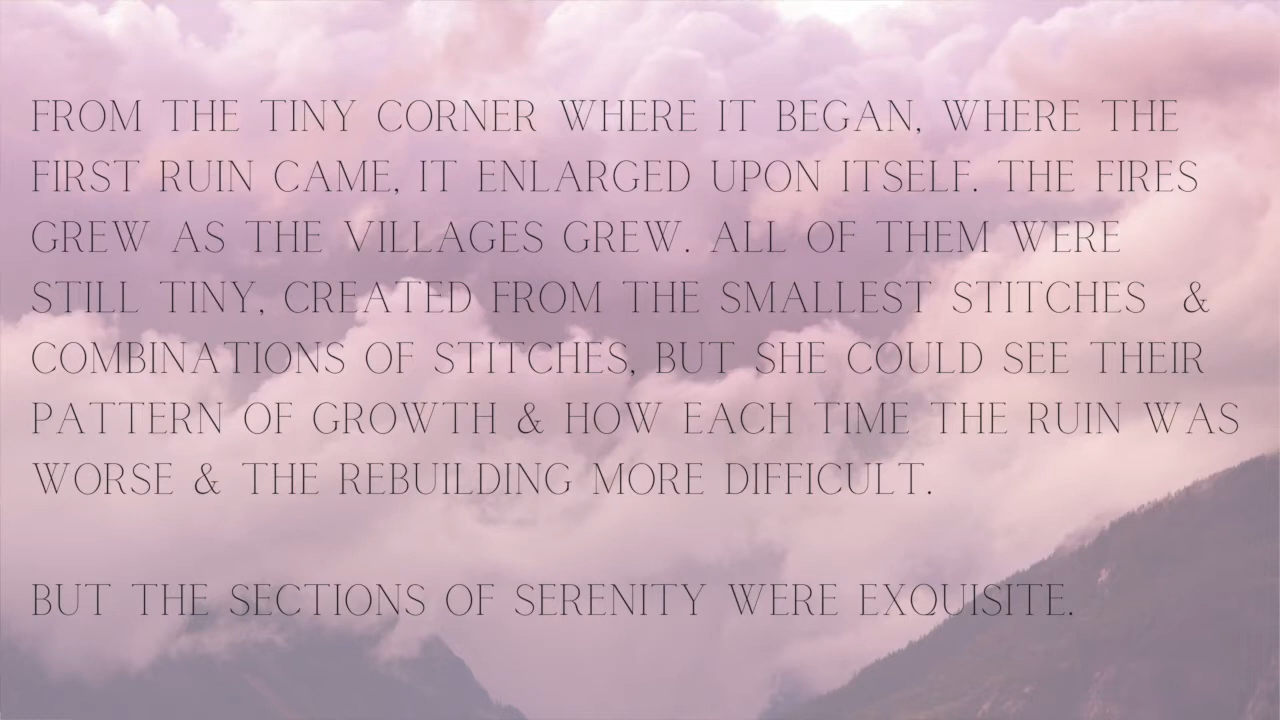 FROM THE TINY CORNER WHERE IT BEGAN, WHERE THE
FIRST RUIN CAME, IT ENLARGED UPON ITSELF. THE FIRES
GREW AS THE VILLAGES GREW. ALL OF THEM WERE
STILL TINY, CREATED FROM THE SMALLEST STITCHES &
COMBINATIONS OF STITCHES, BUT SHE COULD SEE THEIR
PATTERN OF GROWTH & HOW EACH TIME THE RUIN WAS
WORSE & THE REBUILDING MORE DIFFICULT.
BUT THE SECTIONS OF SERENITY WERE EXQUISITE.